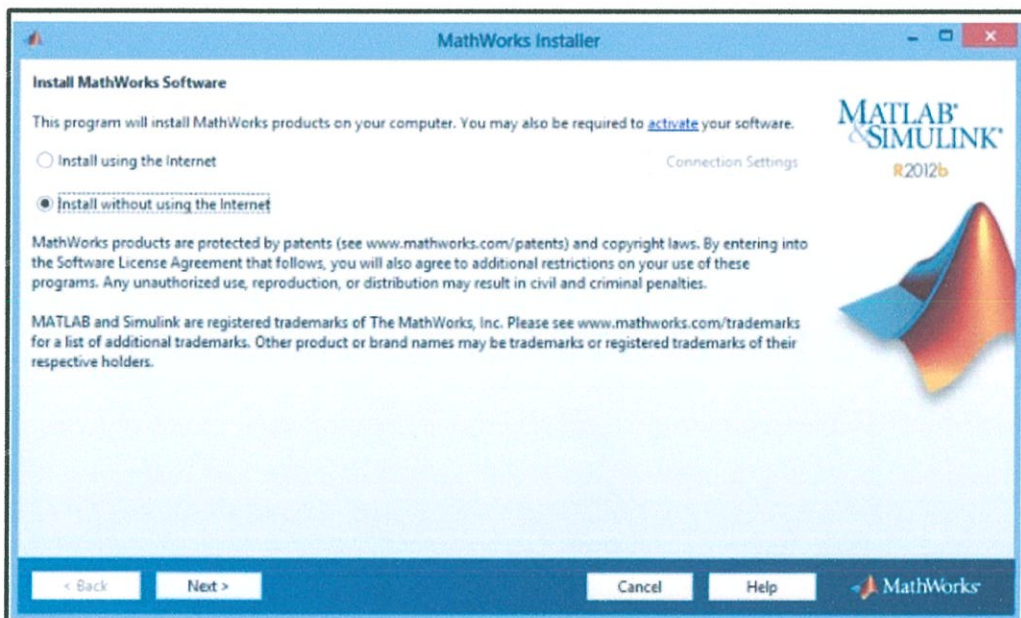 MathWorks Installer
Install MathWorks Software
This program will install MathWorks products on your computer. You may also be required to activate your software.
Install using the Internet
Connection Settings
Install without using the Internet
MathWorks products are protected by patents (see www.mathworks.com/patents) and copyright laws. By entering into
the Software License Agreement that follows, you will also agree to additional restrictions on your use of these
programs. Any unauthorized use, reproduction, or distribution may result in civil and criminal penalties.
MATLAB and Simulink are registered trademarks of The MathWorks, Inc. Please see www.mathworks.com/trademarks
for a list of additional trademarks. Other product or brand names may be trademarks or registered trademarks of their
respective holders.
MATLAB®
&SIMULINK®
R2012b
< Back
Next >
Cancel
Help
MathWorks®